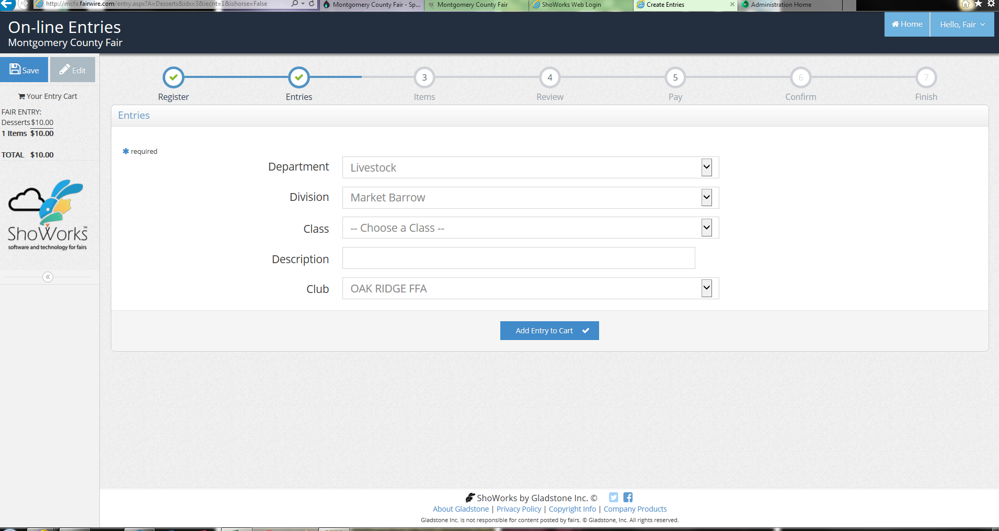 http://mcfa.fairwire.com/entry.aspx?A=Desserts&idx=3&iecnt=1&ishorse=False
Montgomery County Fair - Sp...
Montgomery County Fair
ShoWorks Web Login
Create Entries
Administration Home
On-line Entries
Montgomery County Fair
Home
Hello, Fair
Save
Edit
Your Entry Cart
FAIR ENTRY:
Desserts $10.00
1 Items $10.00
TOTAL $10.00
ShoWorks™
software and technology for fairs
3
4
5
6
7
Register
Entries
Items
Review
Pay
Confirm
Finish
Entries
* required
Department
Livestock
Division
Market Barrow
Class
-- Choose a Class --
Description
Club
OAK RIDGE FFA
Add Entry to Cart
ShoWorks by Gladstone Inc. ©
About Gladstone | Privacy Policy | Copyright Info | Company Products
Gladstone Inc. is not responsible for content posted by fairs. © Gladstone, Inc. All rights reserved.